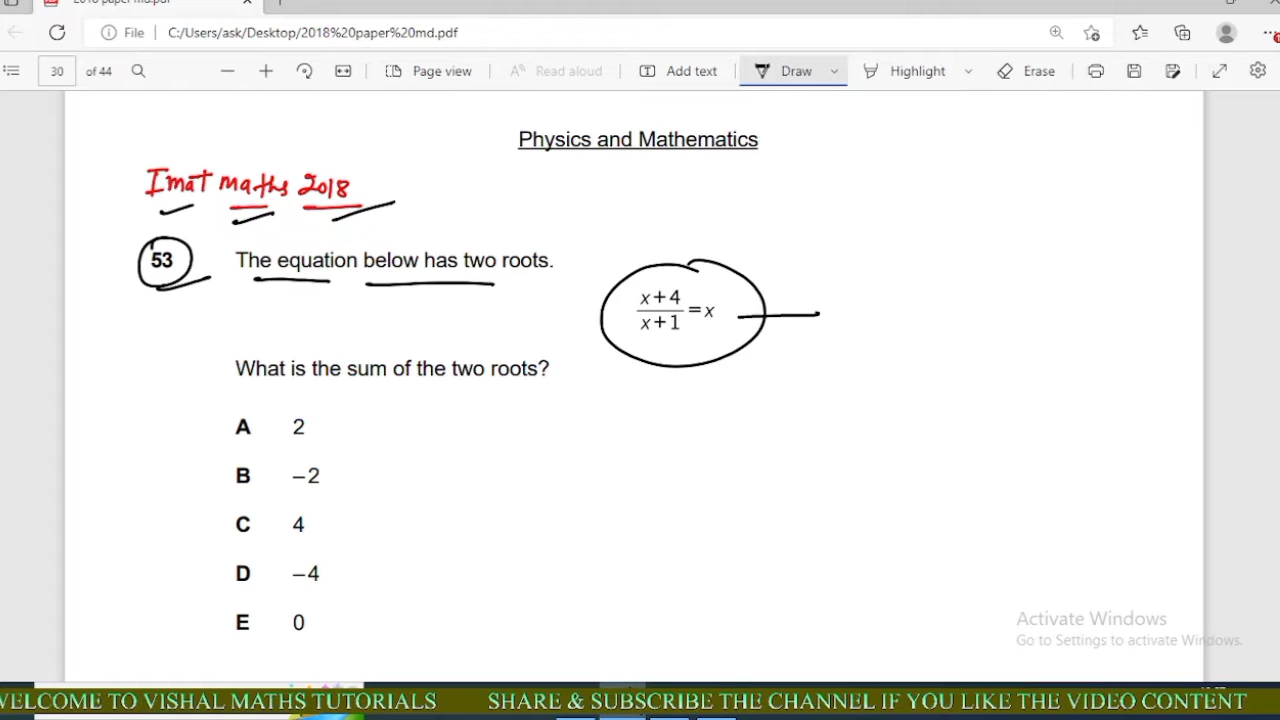 File C:/Users/ask/Desktop/2018%20paper%20md.pdf
30 of 44 Page view Read aloud Add text Draw Highlight Erase
Physics and Mathematics
Imat maths 2018
53 The equation below has two roots.
x+4
x+1 =x
What is the sum of the two roots?
A 2
B –2
C 4
D –4
E 0
Activate Windows
Go to Settings to activate Windows.
WELCOME TO VISHAL MATHS TUTORIALS SHARE & SUBSCRIBE THE CHANNEL IF YOU LIKE THE VIDEO CONTENT